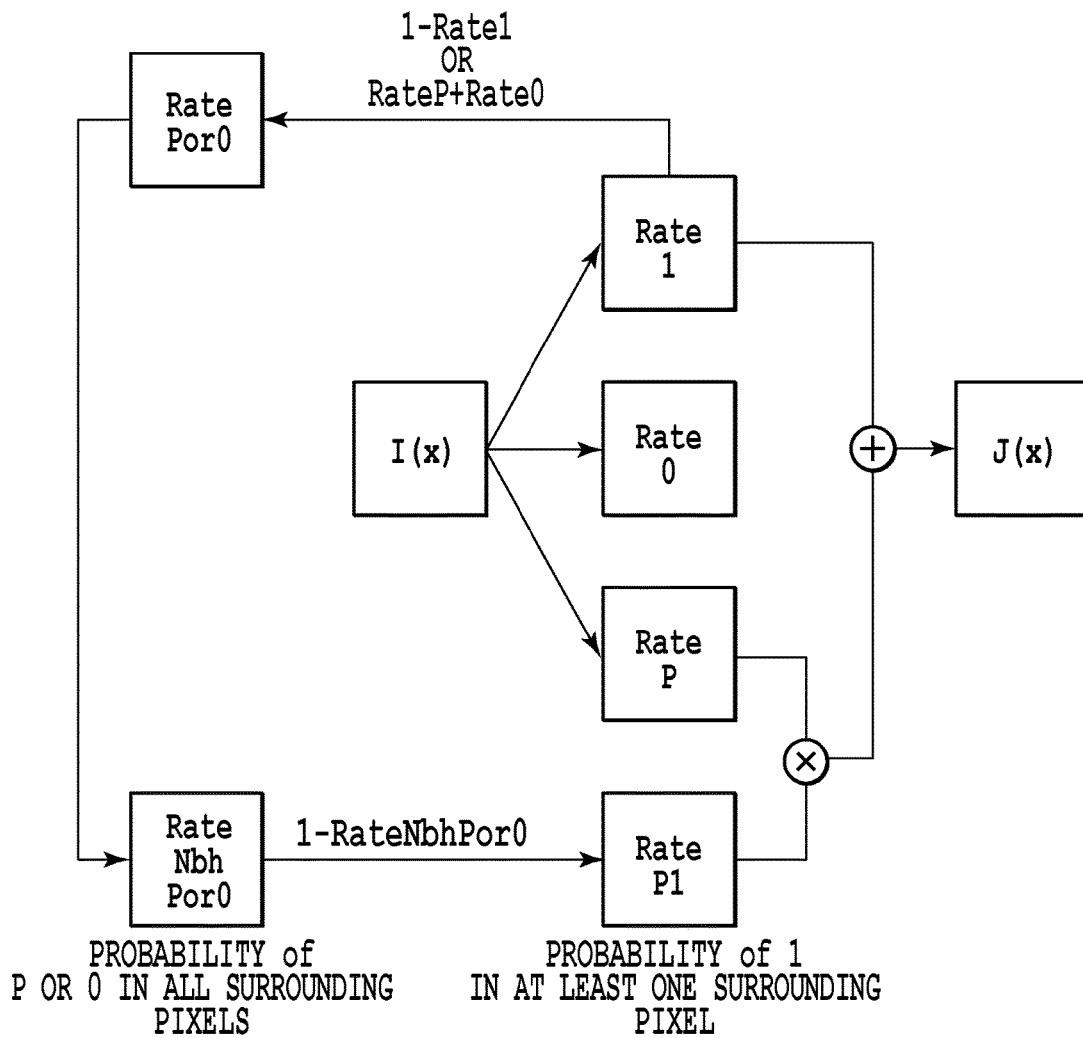 1-Rate1
OR
RateP+Rate0
Rate
Por0
Rate
1
I(x)
Rate
0
+
J(x)
Rate
P
×
Rate
Nbh
Por0
1-RateNbhPor0
Rate
P1
PROBABILITY of
P OR 0 IN ALL SURROUNDING
PIXELS
PROBABILITY of 1
IN AT LEAST ONE SURROUNDING
PIXEL